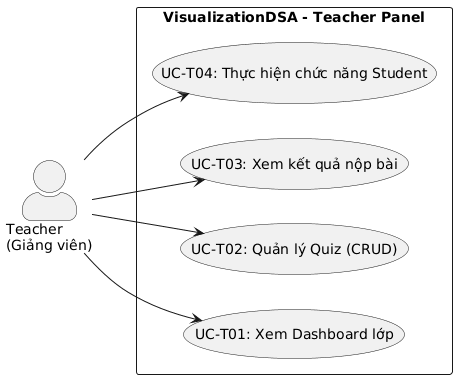 VisualizationDSA - Teacher Panel
UC-T04: Thực hiện chức năng Student
UC-T03: Xem kết quả nộp bài
Teacher
(Giảng viên)
UC-T02: Quản lý Quiz (CRUD)
UC-T01: Xem Dashboard lớp